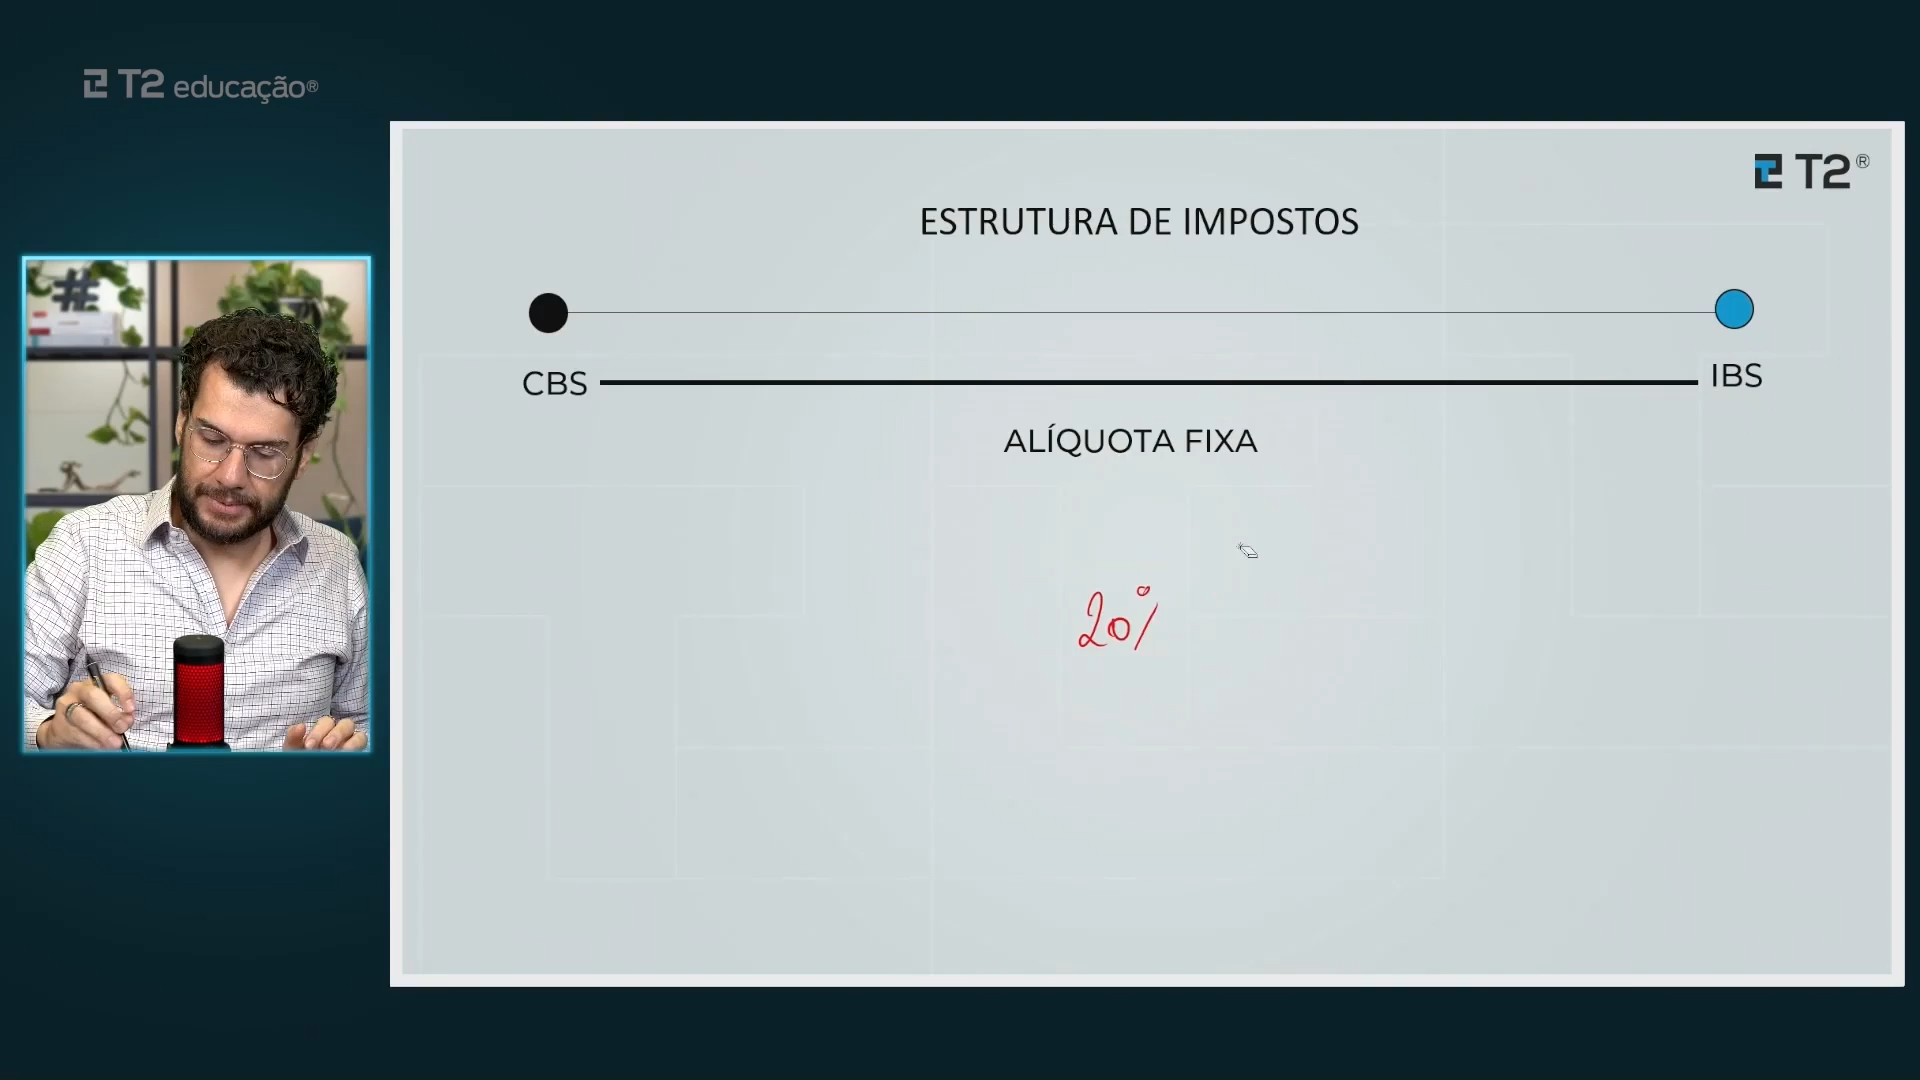 T2 educação®
T2®
ESTRUTURA DE IMPOSTOS
CBS
IBS
ALÍQUOTA FIXA
20%